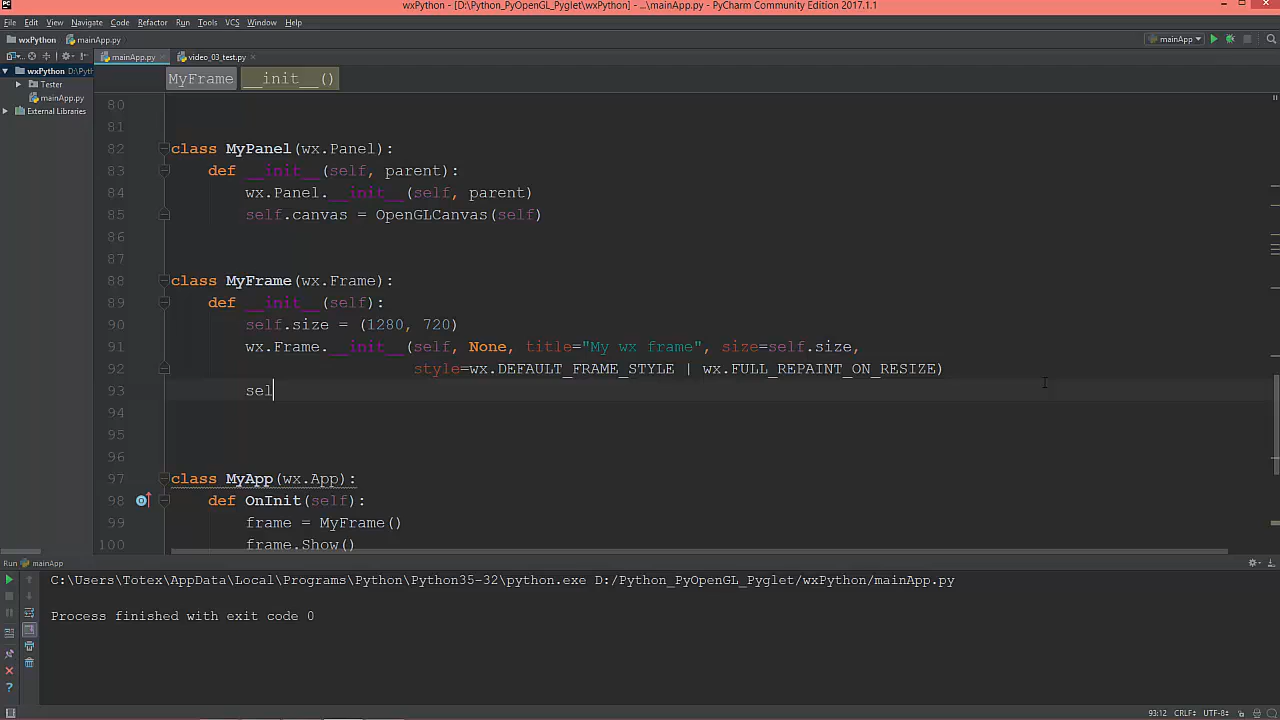 wxPython - [D:\Python_PyOpenGL_Pyglet\wxPython] - ...\mainApp.py - PyCharm Community Edition 2017.1.1
File Edit View Navigate Code Refactor Run Tools VCS Window Help
wxPython mainApp.py mainApp
mainApp.py video_03_test.py
wxPython D:\Pyth
Tester
mainApp.py
External Libraries
MyFrame __init__()
80
81
82 class MyPanel(wx.Panel):
83 def __init__(self, parent):
84 wx.Panel.__init__(self, parent)
85 self.canvas = OpenGLCanvas(self)
86
87
88 class MyFrame(wx.Frame):
89 def __init__(self):
90 self.size = (1280, 720)
91 wx.Frame.__init__(self, None, title="My wx frame", size=self.size,
92 style=wx.DEFAULT_FRAME_STYLE | wx.FULL_REPAINT_ON_RESIZE)
93 sel
94
95
96
97 class MyApp(wx.App):
98 def OnInit(self):
99 frame = MyFrame()
100 frame.Show()
Run mainApp
C:\Users\Totex\AppData\Local\Programs\Python\Python35-32\python.exe D:/Python_PyOpenGL_Pyglet/wxPython/mainApp.py
Process finished with exit code 0
93:12 CRLF÷ UTF-8÷